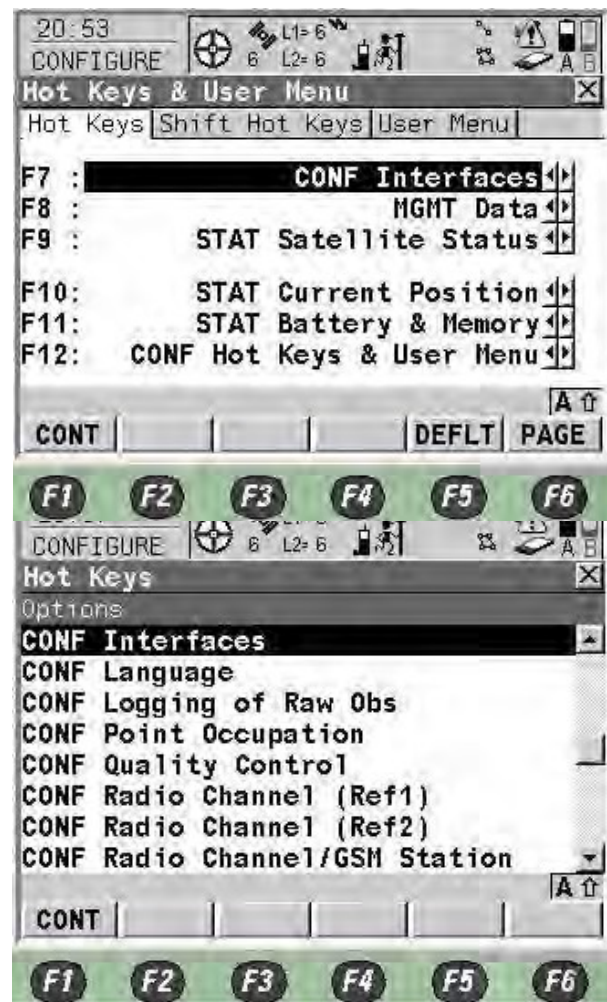 20:53
CONFIGURE 6 L1= 6 L2= 6 2 A B
Hot Keys & User Menu
Hot Keys Shift Hot Keys User Menu
F7 : CONF Interfaces
F8 : MGMT Data
F9 : STAT Satellite Status
F10: STAT Current Position
F11: STAT Battery & Memory
F12: CONF Hot Keys & User Menu
A
CONT DEFLT PAGE
F1 F2 F3 F4 F5 F6
CONFIGURE 6 L2= 6 2 A B
Hot Keys
Options
CONF Interfaces
CONF Language
CONF Logging of Raw Obs
CONF Point Occupation
CONF Quality Control
CONF Radio Channel (Ref1)
CONF Radio Channel (Ref2)
CONF Radio Channel/GSM Station
A
CONT
F1 F2 F3 F4 F5 F6